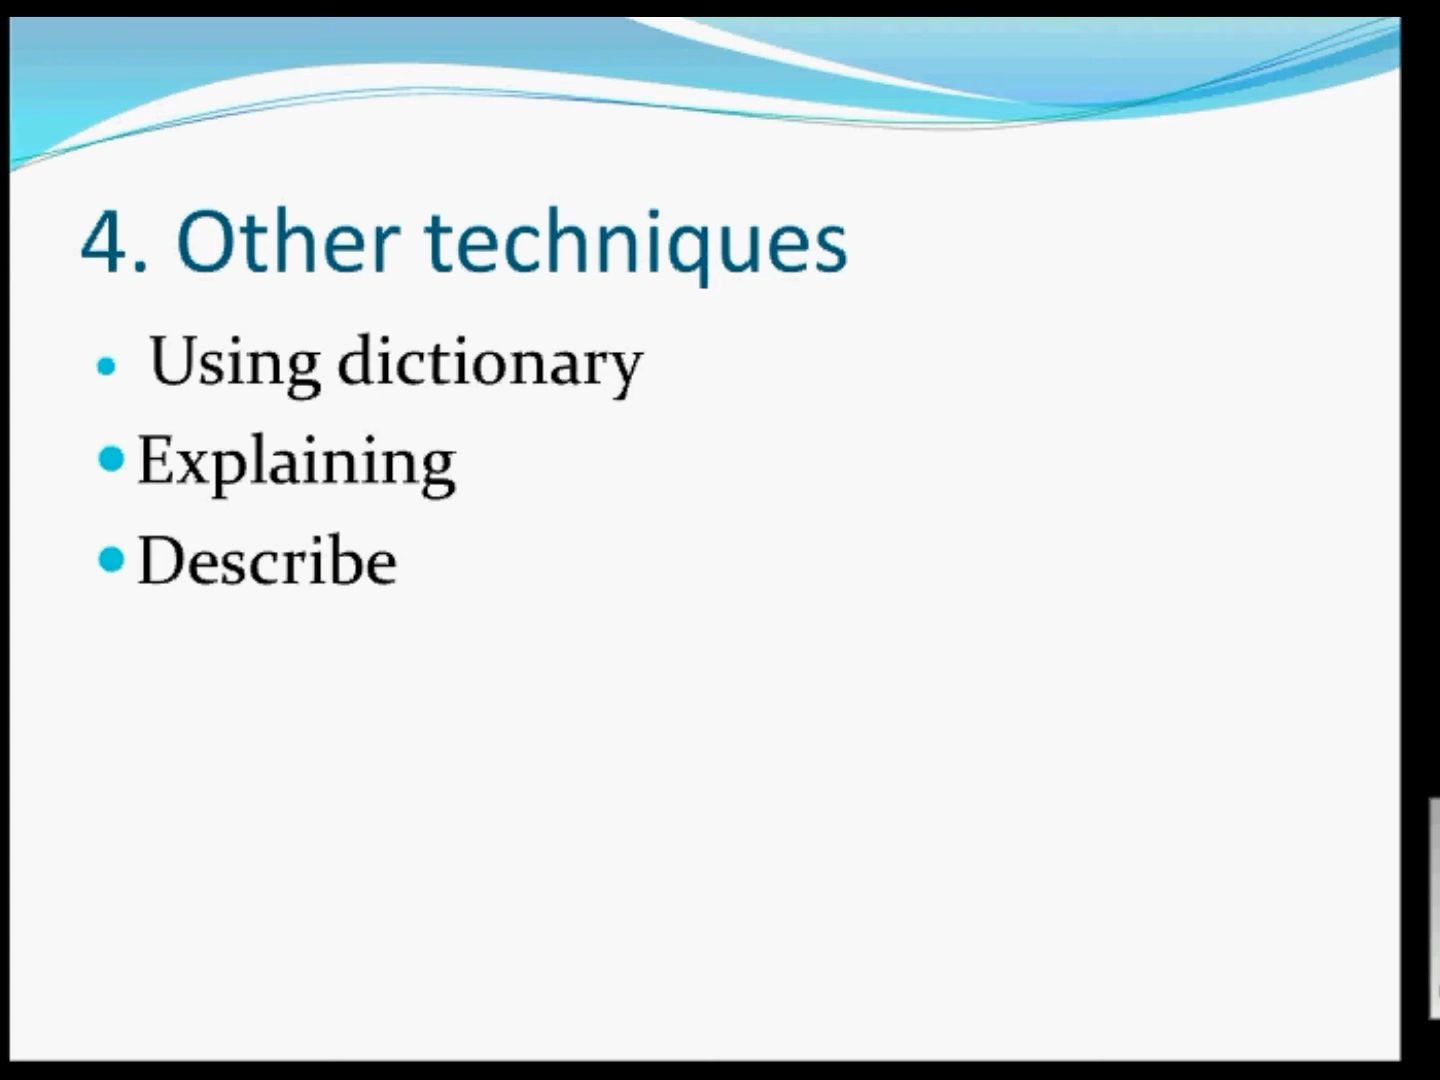 4. Other techniques
• Using dictionary
• Explaining
• Describe